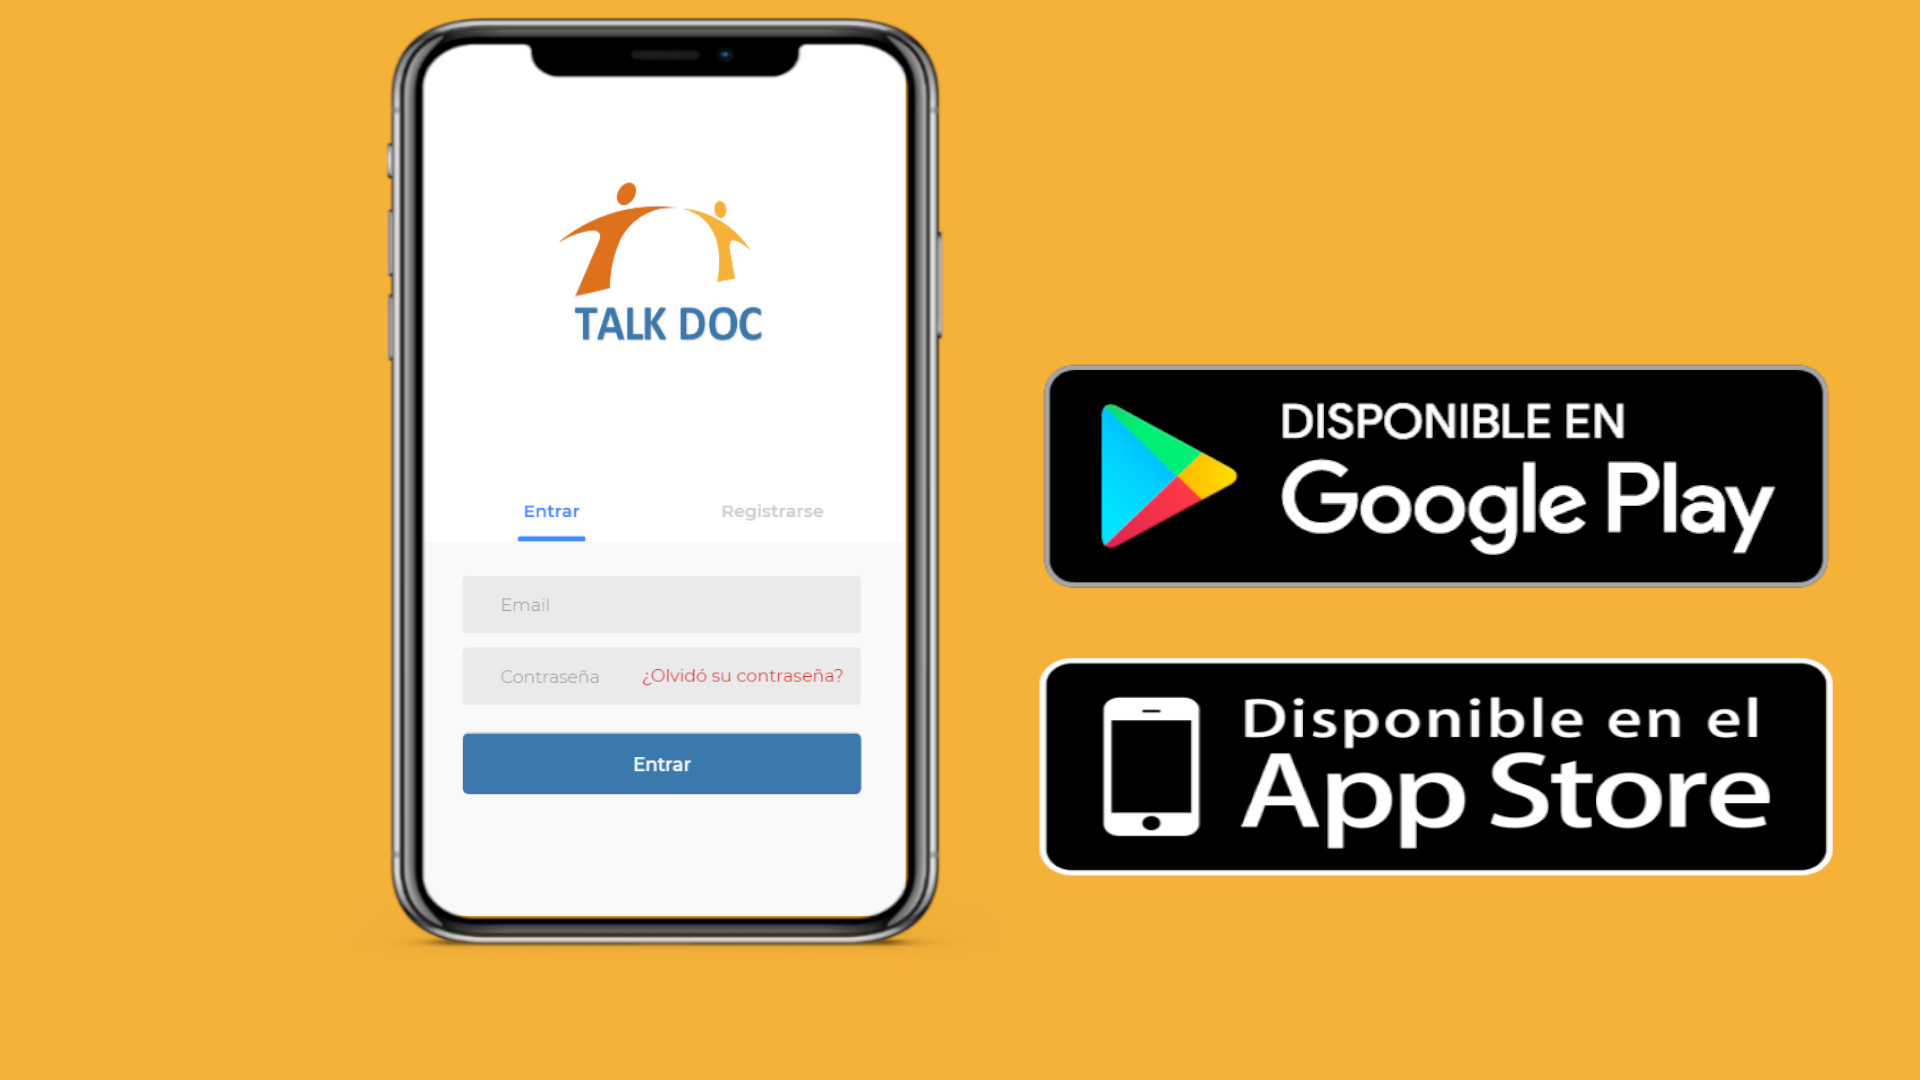 TALK DOC
Entrar
Registrarse
Email
Contraseña
¿Olvidó su contraseña?
Entrar
DISPONIBLE EN
Google Play
Disponible en el
App Store